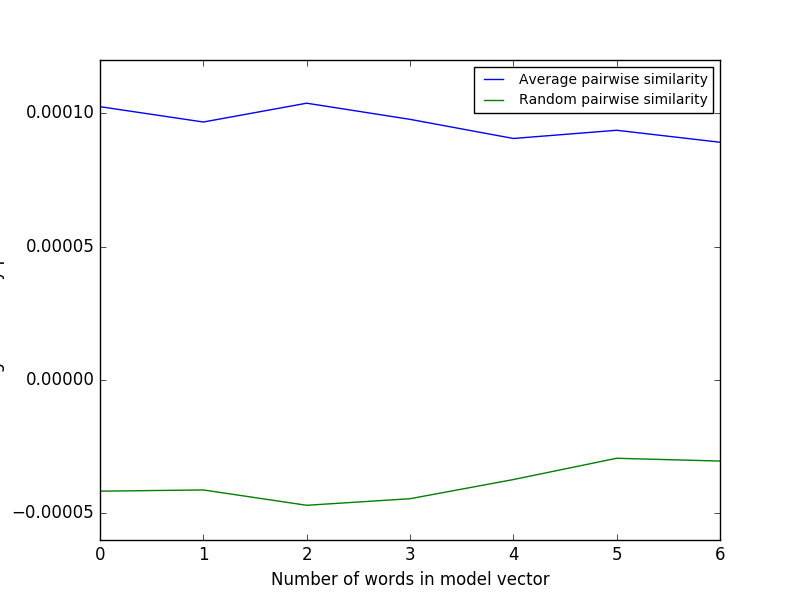 Average pairwise similarity
Random pairwise similarity
0.00010
0.00005
0.00000
−0.00005
0 1 2 3 4 5 6
Number of words in model vector